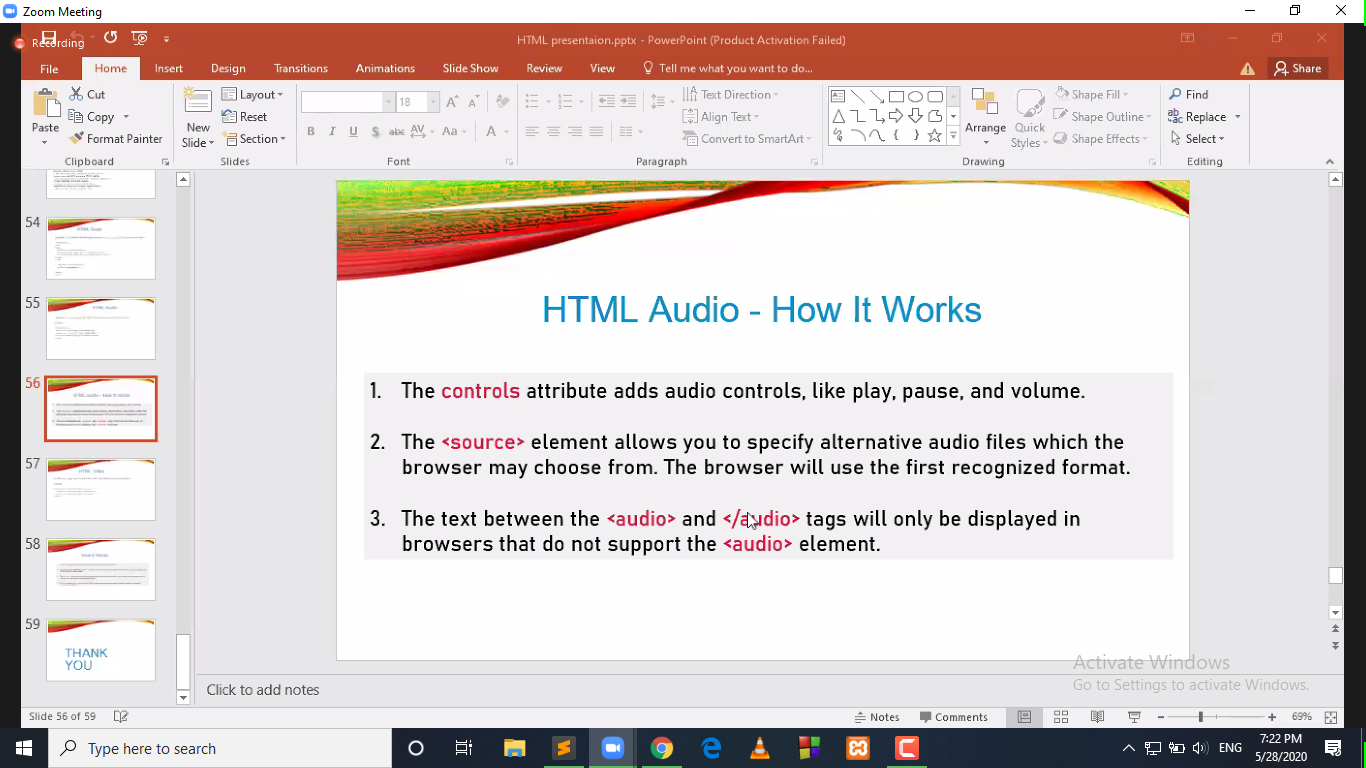 Zoom Meeting
Recording
HTML presentaion.pptx - PowerPoint (Product Activation Failed)
File Home Insert Design Transitions Animations Slide Show Review View Tell me what you want to do... Share
Paste
Cut
Copy
Format Painter
Clipboard
New
Slide
Layout
Reset
Section
Slides
18
B I U S abc AV Aa A
Font
Text Direction
Align Text
Convert to SmartArt
Paragraph
Arrange
Quick
Styles
Shape Fill
Shape Outline
Shape Effects
Drawing
Find
Replace
Select
Editing
54
55
56
57
58
59
THANK
YOU
HTML Audio - How It Works
1. The controls attribute adds audio controls, like play, pause, and volume.
2. The <source> element allows you to specify alternative audio files which the
browser may choose from. The browser will use the first recognized format.
3. The text between the <audio> and </audio> tags will only be displayed in
browsers that do not support the <audio> element.
Activate Windows
Go to Settings to activate Windows.
Click to add notes
Slide 56 of 59
Notes
Comments
69%
Type here to search
ENG
7:22 PM
5/28/2020